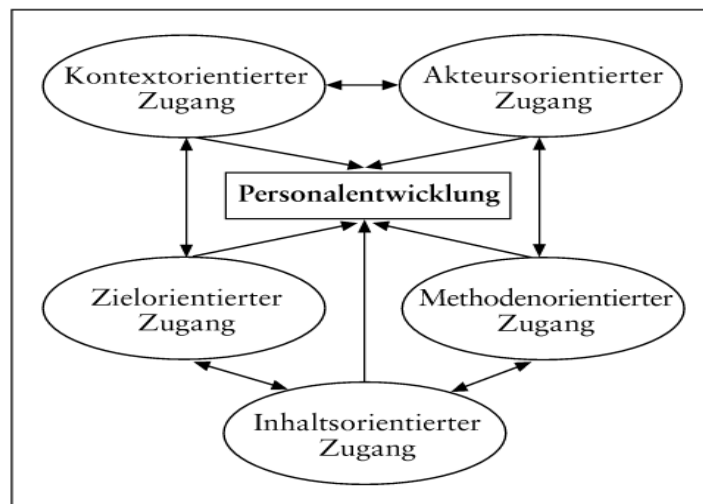 Kontextorientierter
Zugang
Akteursorientierter
Zugang
Personalentwicklung
Zielorientierter
Zugang
Methodenorientierter
Zugang
Inhaltsorientierter
Zugang